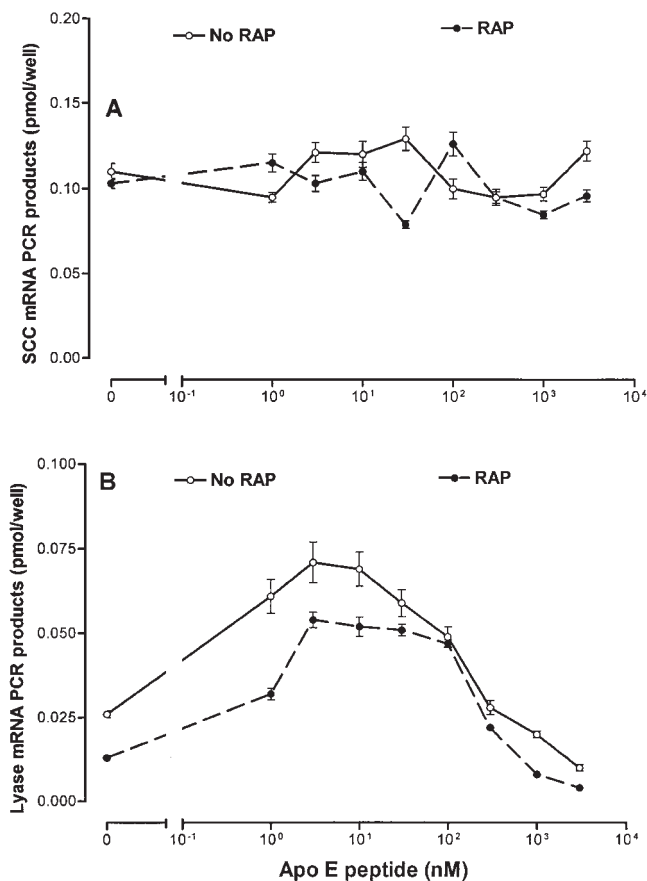 0.20
No RAP RAP
0.15
A
0.10
0.05
0.00
SCC mRNA PCR products (pmol/well)
0 10⁻¹ 10⁰ 10¹ 10² 10³ 10⁴
0.100
B No RAP RAP
0.075
0.050
0.025
0.000
Lyase mRNA PCR products (pmol/well)
0 10⁻¹ 10⁰ 10¹ 10² 10³ 10⁴
Apo E peptide (nM)